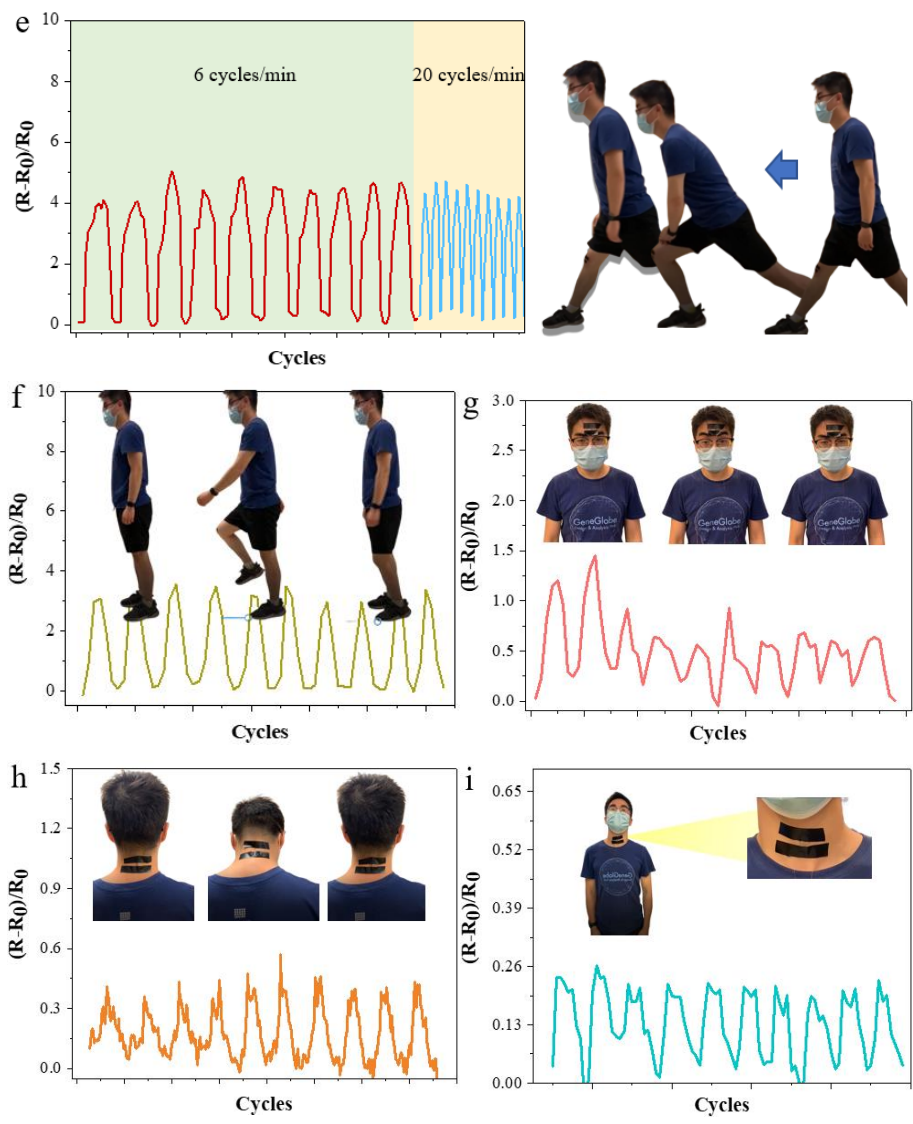 e
10
8
6
4
2
0
(R-R₀)/R₀
6 cycles/min
20 cycles/min
Cycles
f
10
8
6
4
2
0
(R-R₀)/R₀
Cycles
g
3.0
2.5
2.0
1.5
1.0
0.5
0.0
(R-R₀)/R₀
GeneGlobe
GeneGlobe
& Analysis
GeneGlobe
& Analysis
Cycles
h
1.5
1.2
0.9
0.6
0.3
0.0
(R-R₀)/R₀
Cycles
i
0.65
0.52
0.39
0.26
0.13
0.00
(R-R₀)/R₀
GeneGlobe
Cycles